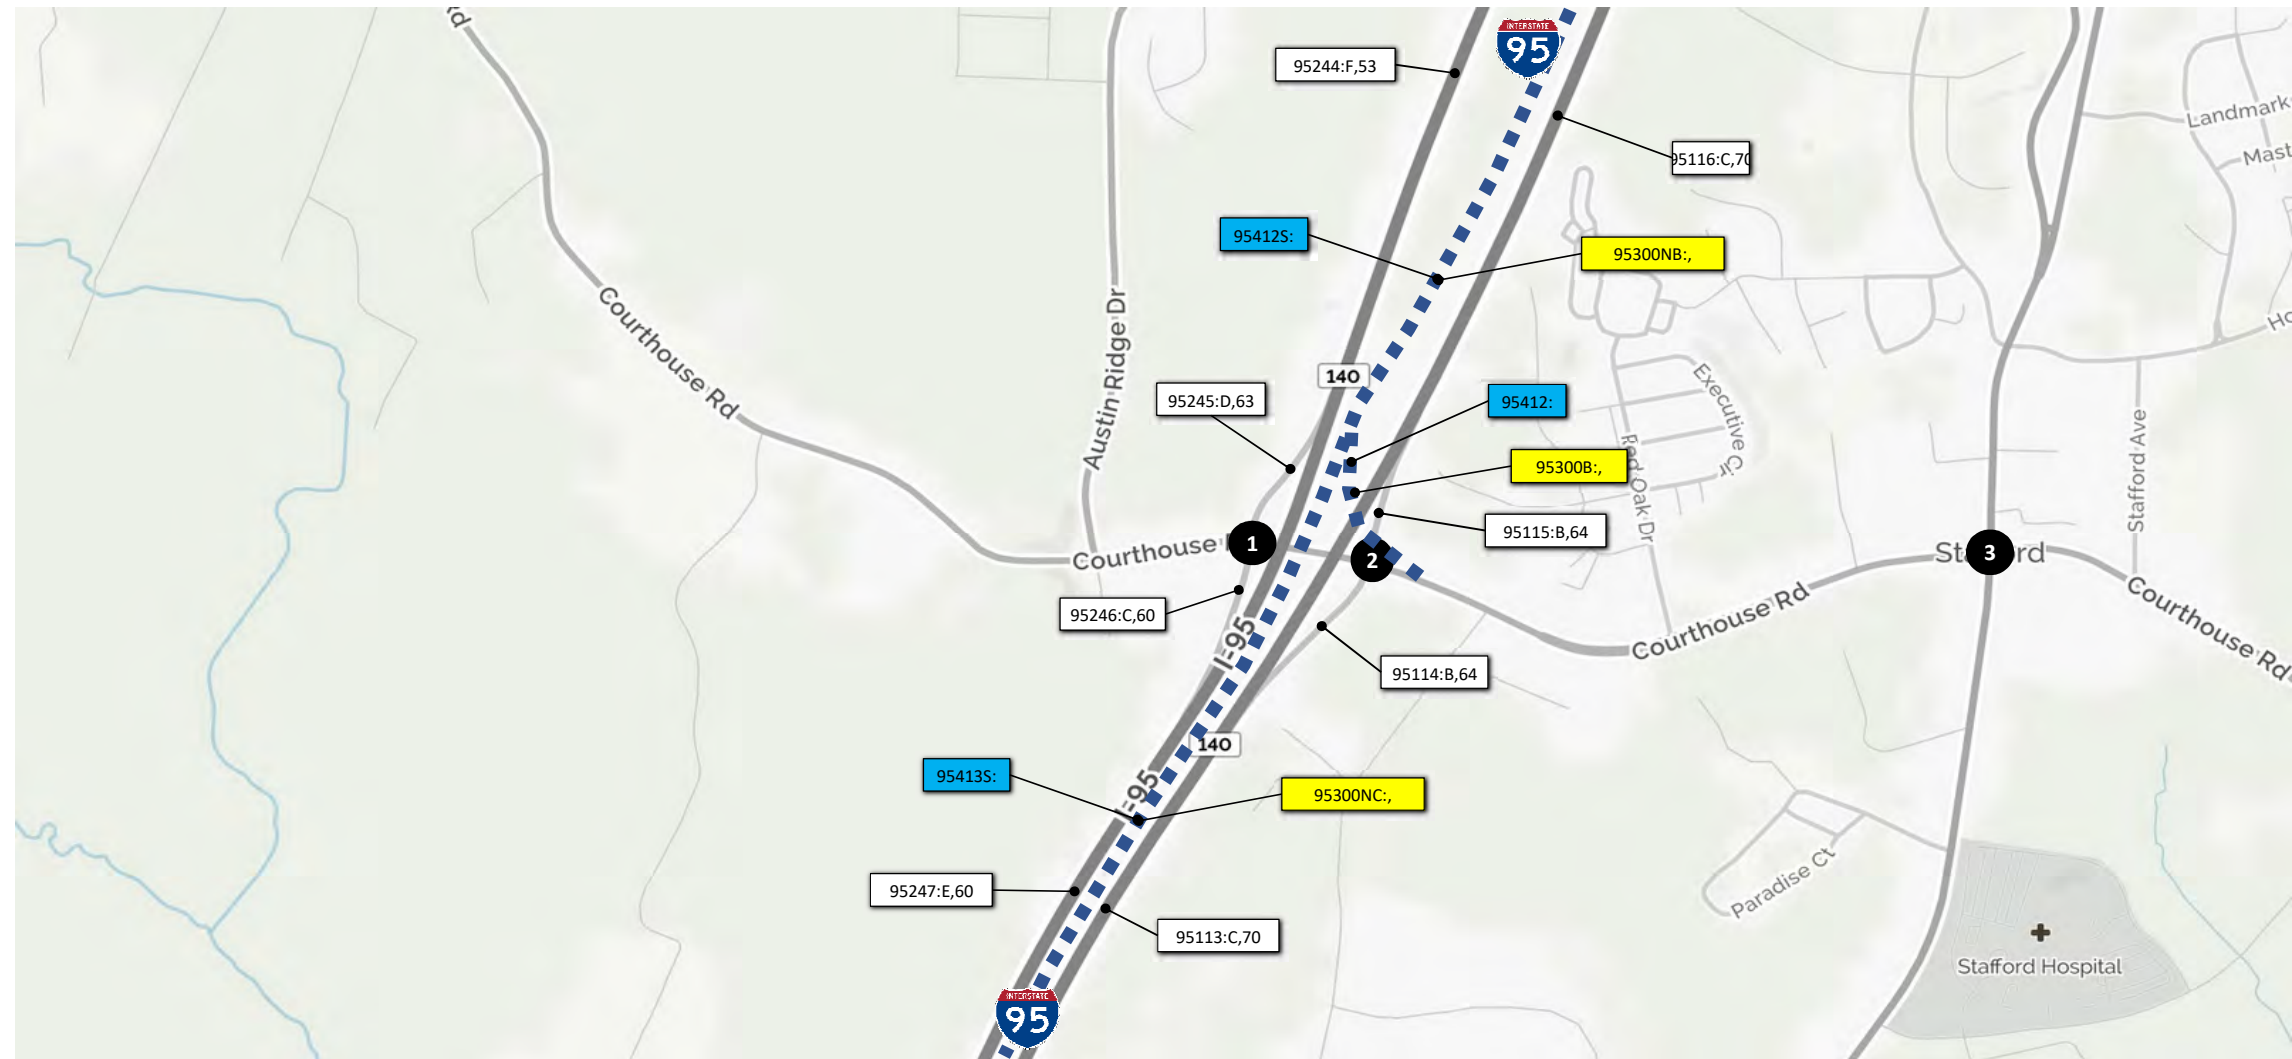 Rd
INTERSTATE
95
95244:F,53
95116:C,70
Landmark
Mast
95412S:
95300NB:,
Courthouse Rd
Austin Ridge Dr
140
Executive Cir
95245:D,63
95412:
Red Oak Dr
95300B:,
Stafford Ave
95115:B,64
Courthouse
1
2
3
Courthouse Rd
Courthouse Rd
95246:C,60
I-95
95114:B,64
140
95413S:
I-95
95300NC:,
Paradise Ct
95247:E,60
95113:C,70
Stafford Hospital
INTERSTATE
95